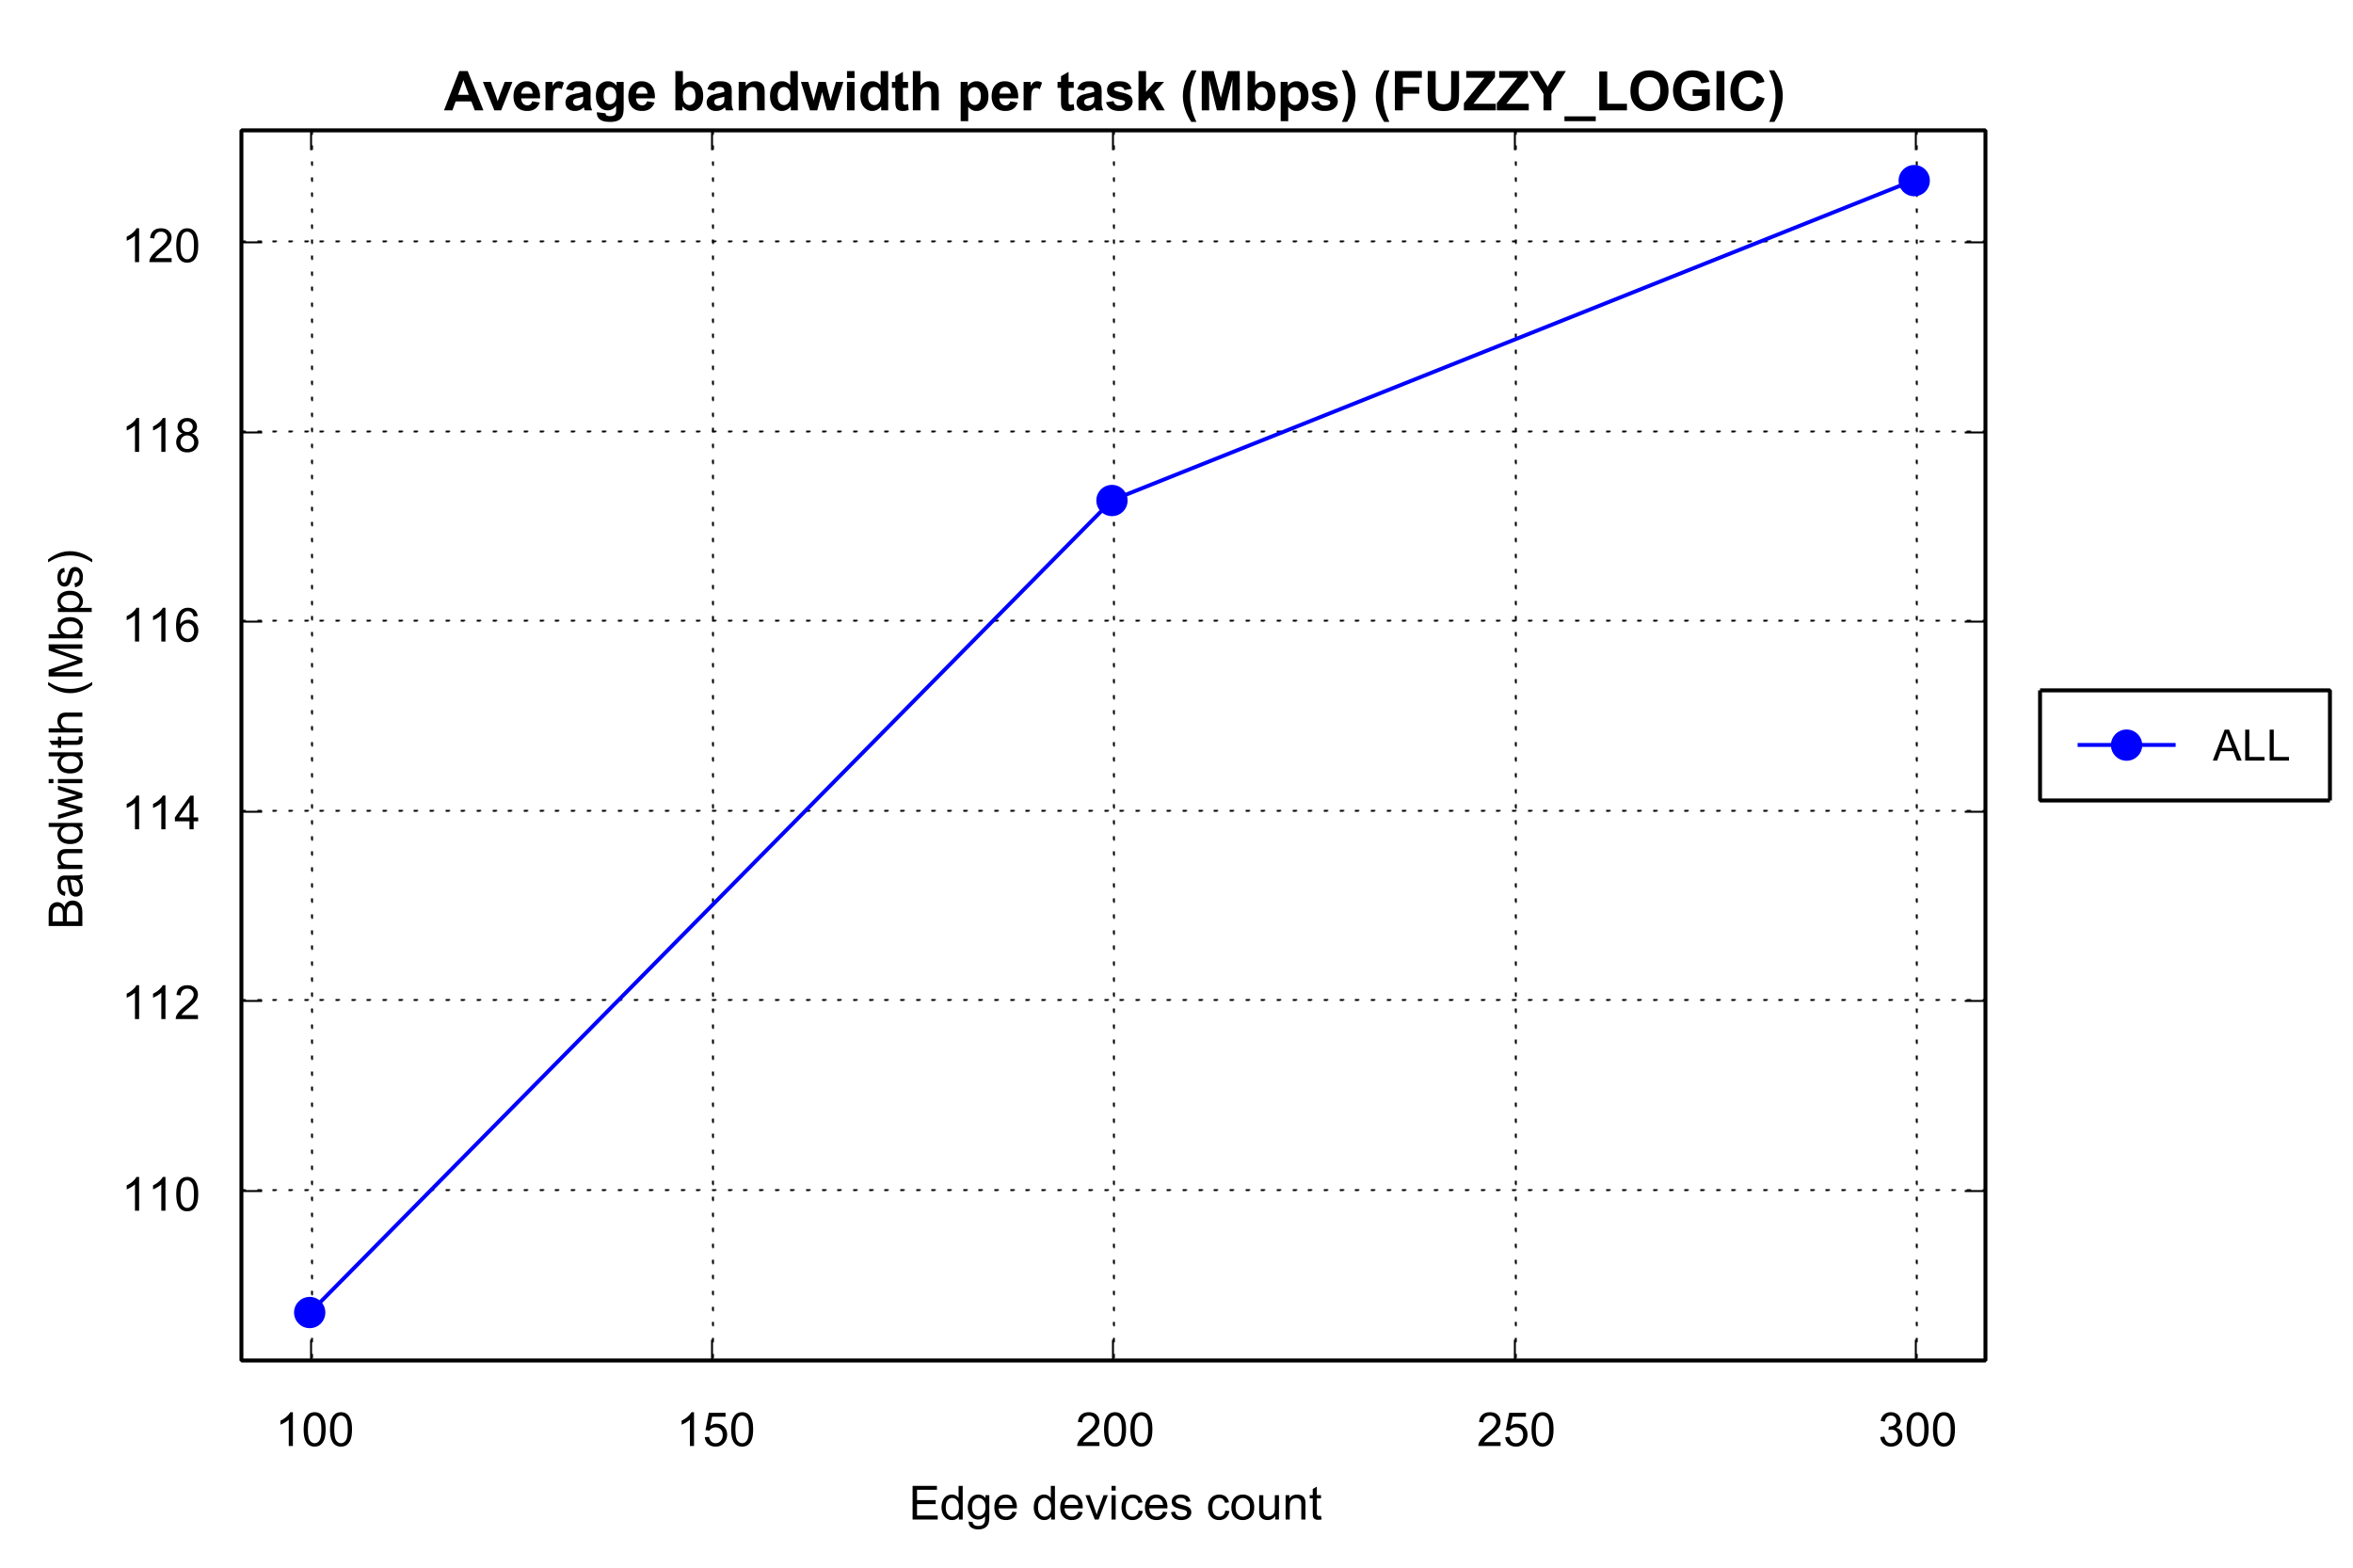 Average bandwidth per task (Mbps) (FUZZY_LOGIC)
120
118
116
114
112
110
Bandwidth (Mbps)
ALL
100 150 200 250 300
Edge devices count